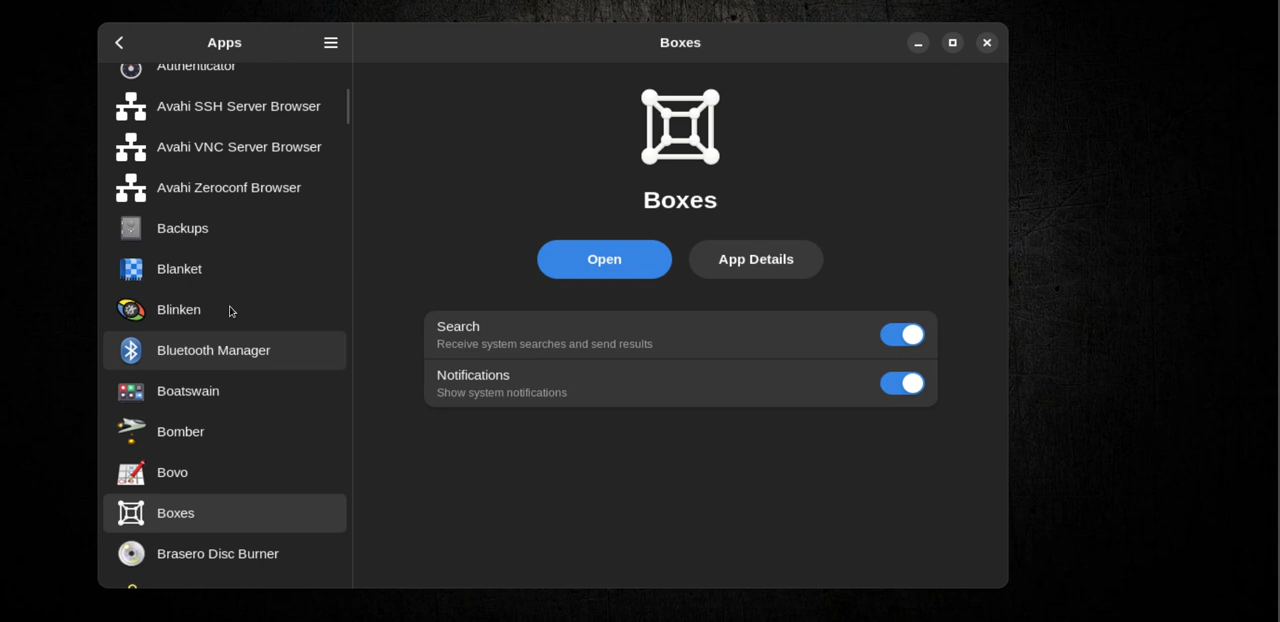 Apps
Boxes
Authenticator
Avahi SSH Server Browser
Avahi VNC Server Browser
Avahi Zeroconf Browser
Backups
Blanket
Blinken
Bluetooth Manager
Boatswain
Bomber
Bovo
Boxes
Brasero Disc Burner
Boxes
Open
App Details
Search
Receive system searches and send results
Notifications
Show system notifications